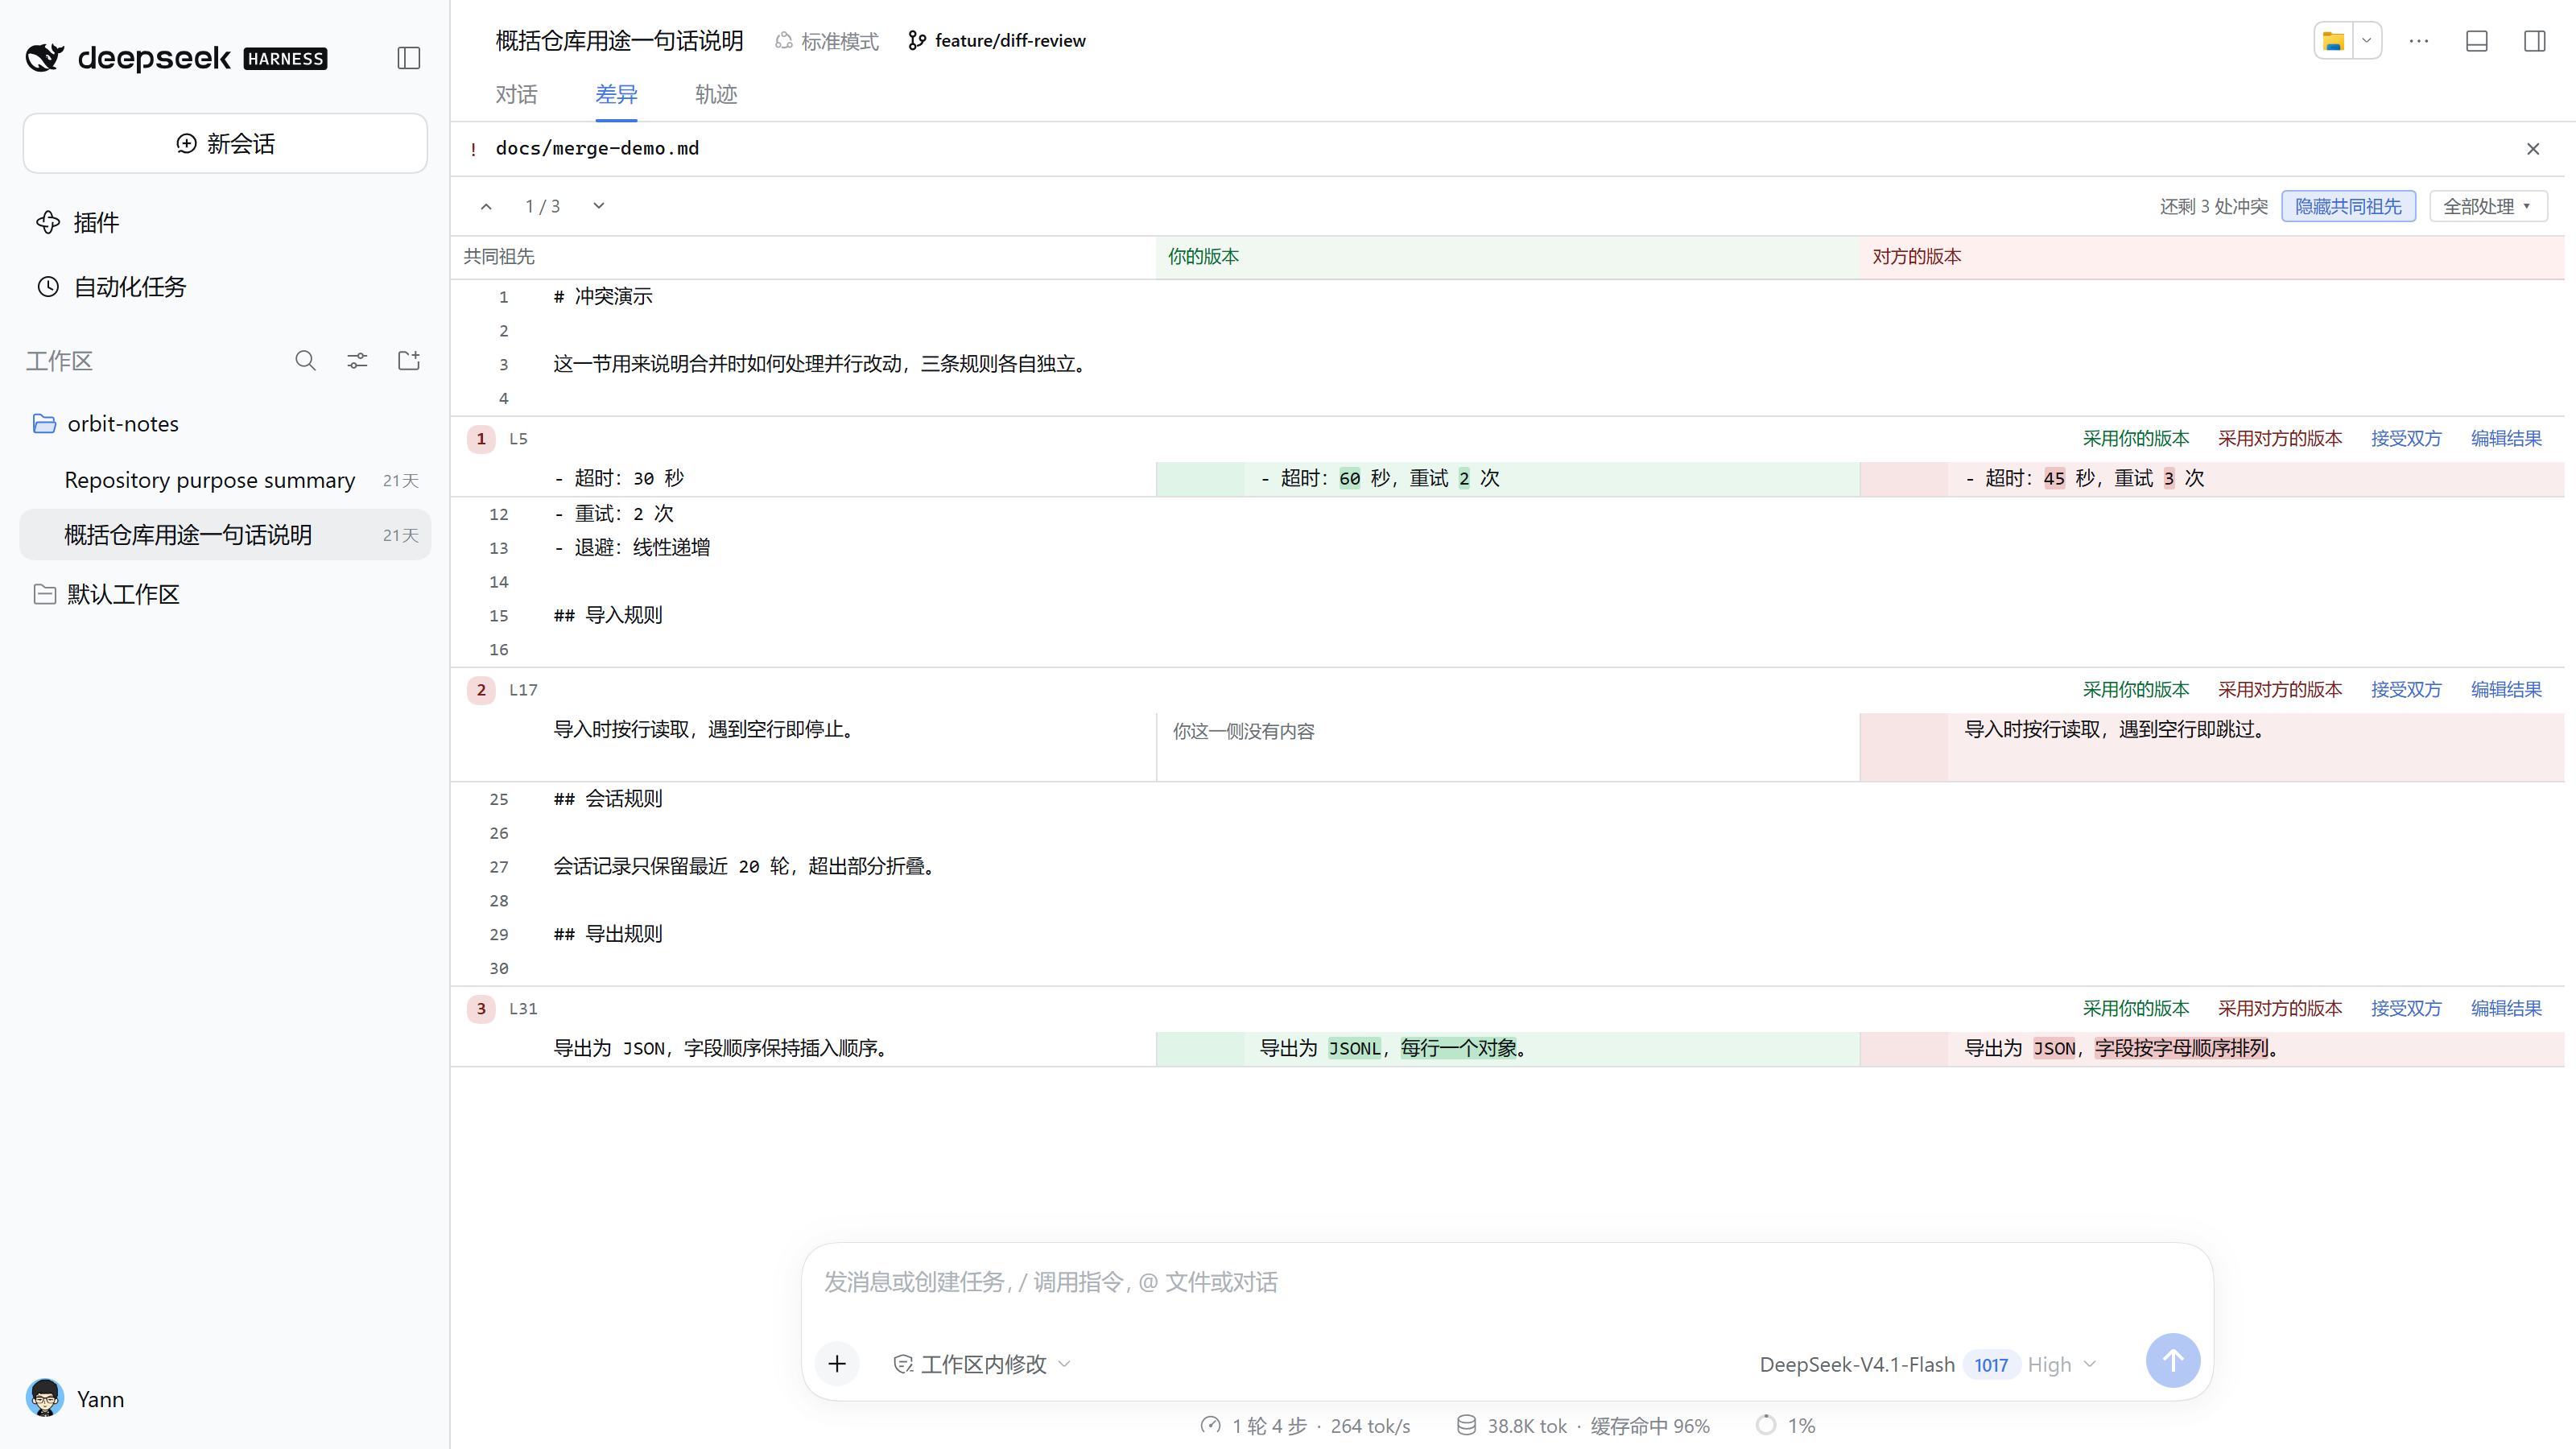 deepseek HARNESS
新会话
插件
自动化任务
工作区
orbit-notes
Repository purpose summary 21天
概括仓库用途一句话说明 21天
默认工作区
Yann
概括仓库用途一句话说明 标准模式 feature/diff-review
对话 差异 轨迹
! docs/merge-demo.md
1 / 3 还剩 3 处冲突 隐藏共同祖先 全部处理
共同祖先 你的版本 对方的版本
1 # 冲突演示
2
3 这一节用来说明合并时如何处理并行改动，三条规则各自独立。
4
1 L5 采用你的版本 采用对方的版本 接受双方 编辑结果
- 超时：30 秒 - 超时：60 秒，重试 2 次 - 超时：45 秒，重试 3 次
12 - 重试：2 次
13 - 退避：线性递增
14
15 ## 导入规则
16
2 L17 采用你的版本 采用对方的版本 接受双方 编辑结果
导入时按行读取，遇到空行即停止。 你这一侧没有内容 导入时按行读取，遇到空行即跳过。
25 ## 会话规则
26
27 会话记录只保留最近 20 轮，超出部分折叠。
28
29 ## 导出规则
30
3 L31 采用你的版本 采用对方的版本 接受双方 编辑结果
导出为 JSON，字段顺序保持插入顺序。 导出为 JSONL，每行一个对象。 导出为 JSON，字段按字母顺序排列。
发消息或创建任务，/ 调用指令，@ 文件或对话
工作区内修改 DeepSeek-V4.1-Flash 1017 High
1 轮 4 步 · 264 tok/s 38.8K tok · 缓存命中 96% 1%